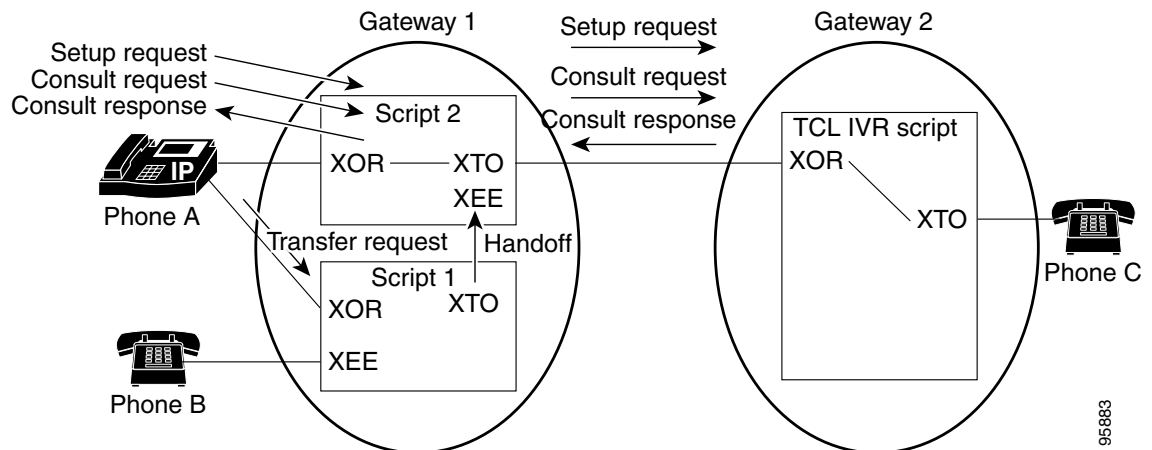 Gateway 1
Gateway 2
Setup request
Consult request
Consult response
Setup request
Consult request
Consult response
Script 2
XOR
XTO
XEE
TCL IVR script
XOR
XTO
IP
Phone A
Transfer request
Handoff
Script 1
XOR
XTO
XEE
Phone B
Phone C
95883